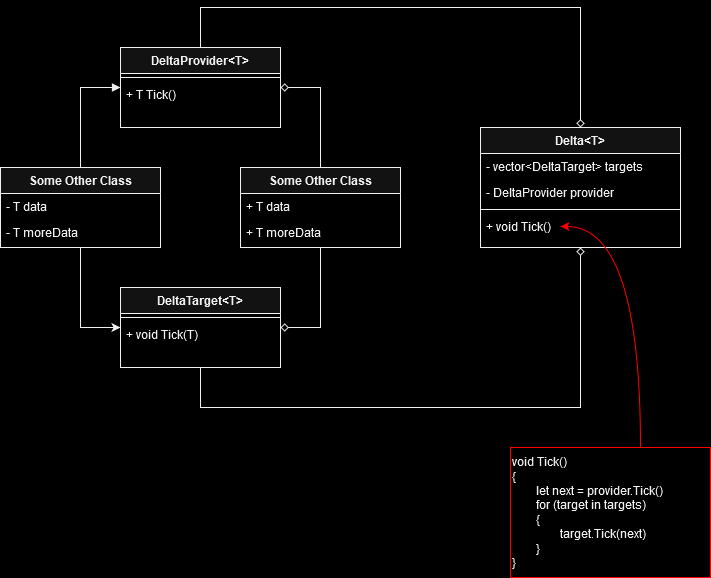 DeltaProvider<T>
+ T Tick()
Some Other Class
- T data
- T moreData
Some Other Class
+ T data
+ T moreData
DeltaTarget<T>
+ void Tick(T)
Delta<T>
- vector<DeltaTarget> targets
- DeltaProvider provider
+ void Tick()
void Tick()
{
let next = provider.Tick()
for (target in targets)
{
target.Tick(next)
}
}